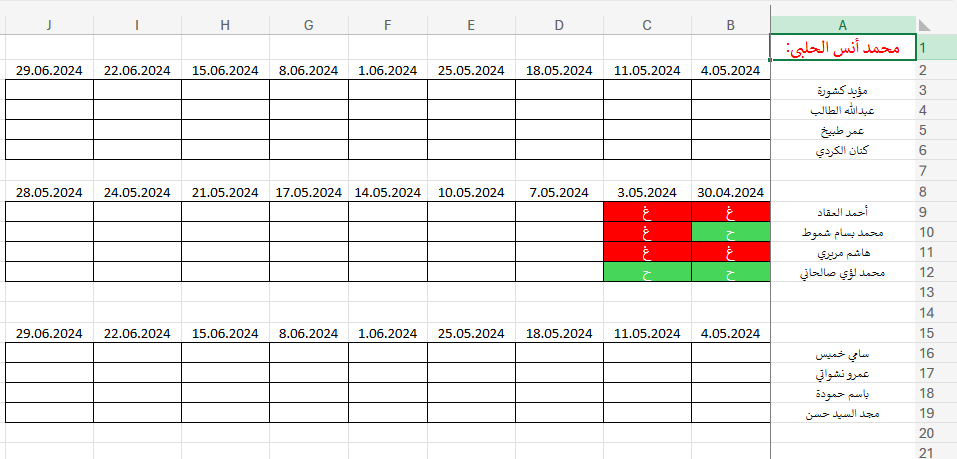 A B C D E F G H I J
1 محمد أنس الحلبي:
2 4.05.2024 11.05.2024 18.05.2024 25.05.2024 1.06.2024 8.06.2024 15.06.2024 22.06.2024 29.06.2024
3 مؤيد كشورة
4 عبدالله الطالب
5 عمر طبيخ
6 كنان الكردي
7
8 30.04.2024 3.05.2024 7.05.2024 10.05.2024 14.05.2024 17.05.2024 21.05.2024 24.05.2024 28.05.2024
9 أحمد العقاد غ غ
10 محمد بسام شموط ح غ
11 هاشم مريري غ غ
12 محمد لؤي صالحاني ح ح
13
14
15 4.05.2024 11.05.2024 18.05.2024 25.05.2024 1.06.2024 8.06.2024 15.06.2024 22.06.2024 29.06.2024
16 سامي خميس
17 عمرو نشواتي
18 باسم حمودة
19 مجد السيد حسن
20
21